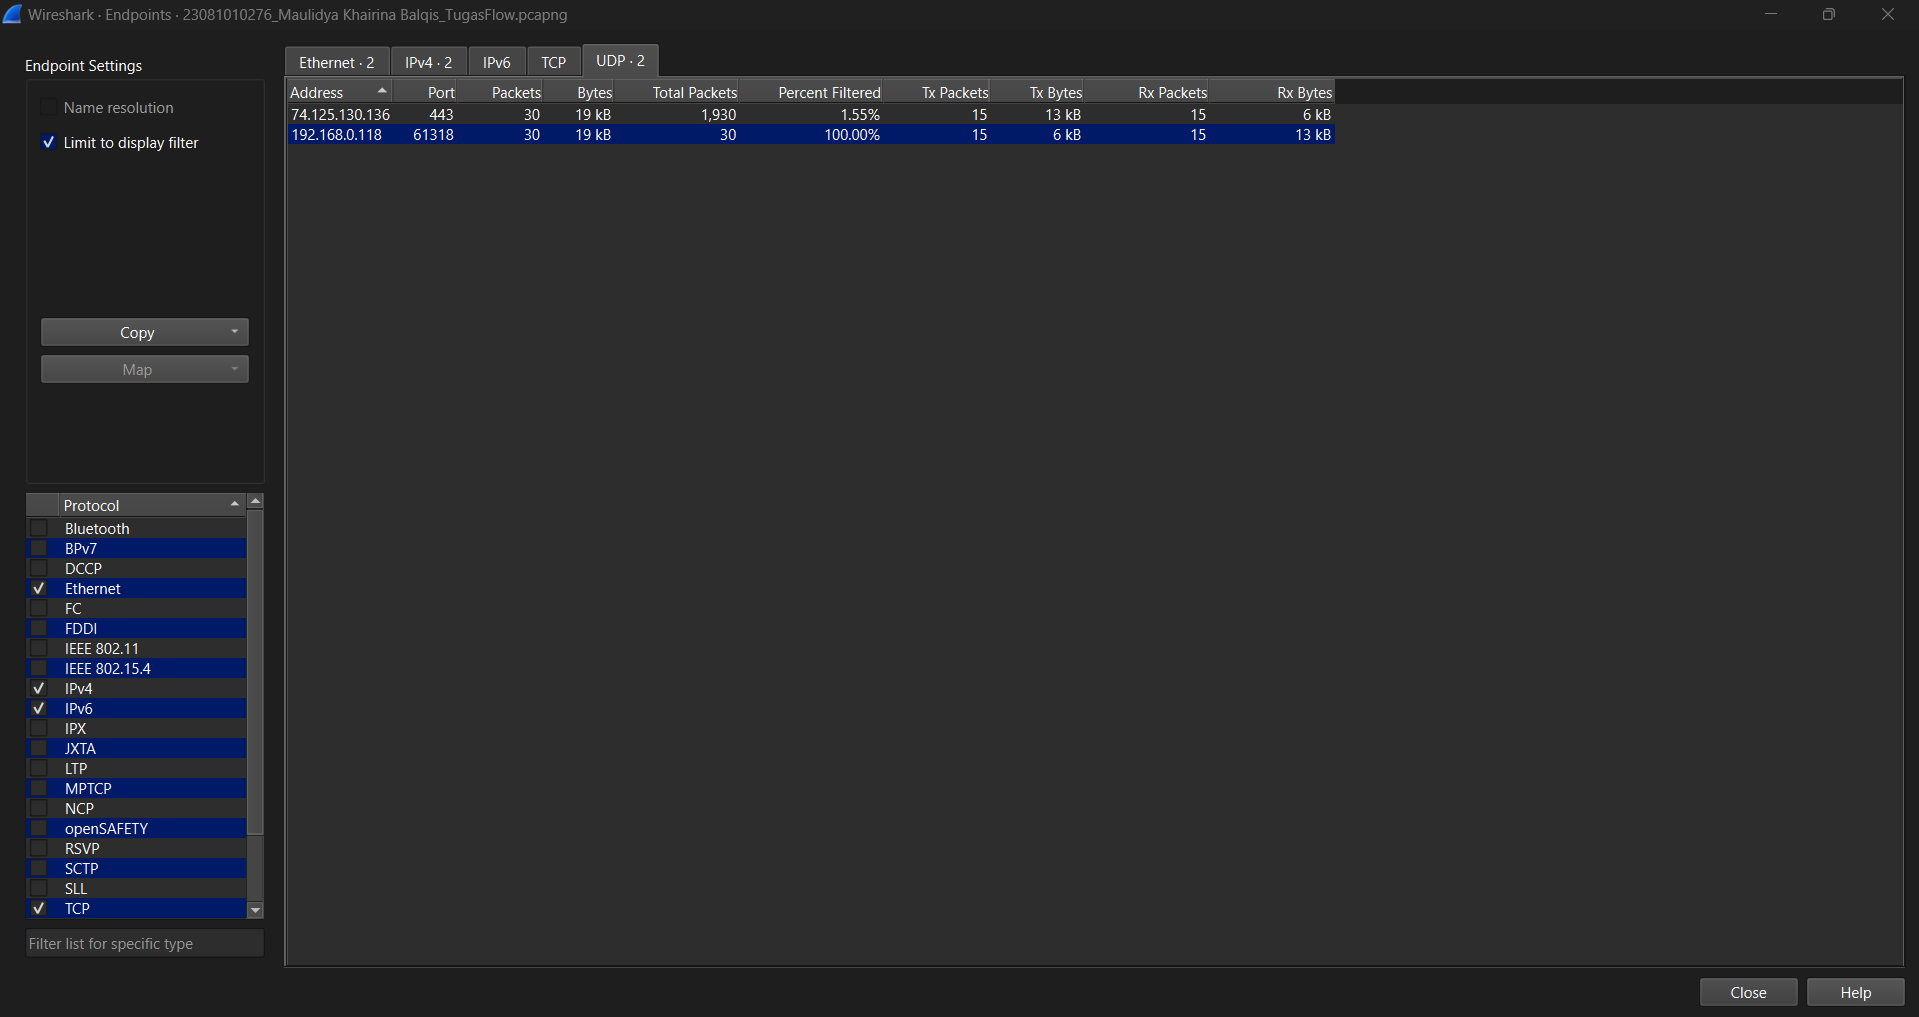 Wireshark · Endpoints · 23081010276_Maulidya Khairina Balqis_TugasFlow.pcapng
Endpoint Settings
Name resolution
Limit to display filter
Copy
Map
Protocol
Bluetooth
BPv7
DCCP
Ethernet
FC
FDDI
IEEE 802.11
IEEE 802.15.4
IPv4
IPv6
IPX
JXTA
LTP
MPTCP
NCP
openSAFETY
RSVP
SCTP
SLL
TCP
Filter list for specific type
Ethernet · 2 IPv4 · 2 IPv6 TCP UDP · 2
Address Port Packets Bytes Total Packets Percent Filtered Tx Packets Tx Bytes Rx Packets Rx Bytes
74.125.130.136 443 30 19 kB 1,930 1.55% 15 13 kB 15 6 kB
192.168.0.118 61318 30 19 kB 30 100.00% 15 6 kB 15 13 kB
Close Help